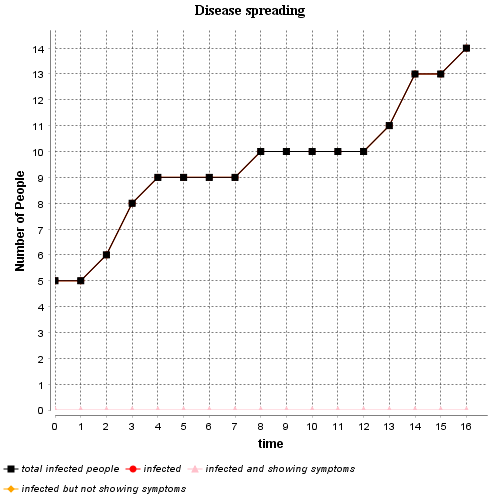 Disease spreading
14
13
12
11
10
9
8
7
6
5
4
3
2
1
0
Number of People
0 1 2 3 4 5 6 7 8 9 10 11 12 13 14 15 16
time
total infected people infected infected and showing symptoms
infected but not showing symptoms